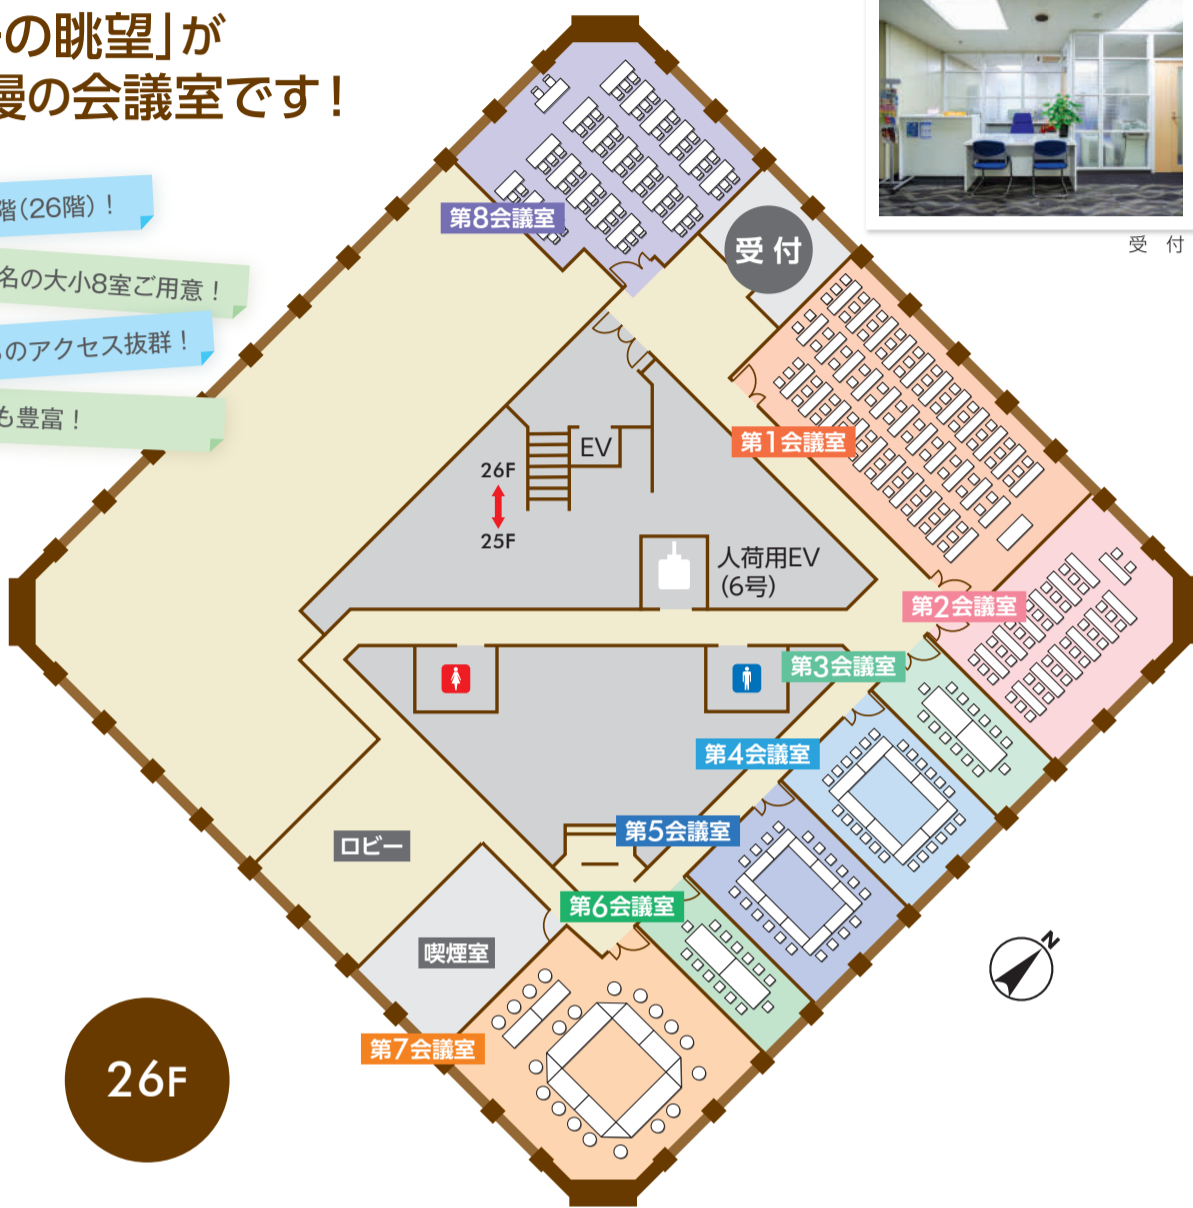 の眺望」が
慢の会議室です！
階（26階）！
名の大小8室ご用意！
のアクセス抜群！
も豊富！
受 付
第8会議室
受 付
第1会議室
EV
26F
25F
人荷用EV
（6号）
第2会議室
第3会議室
第4会議室
第5会議室
ロビー
第6会議室
喫煙室
N
第7会議室
26F